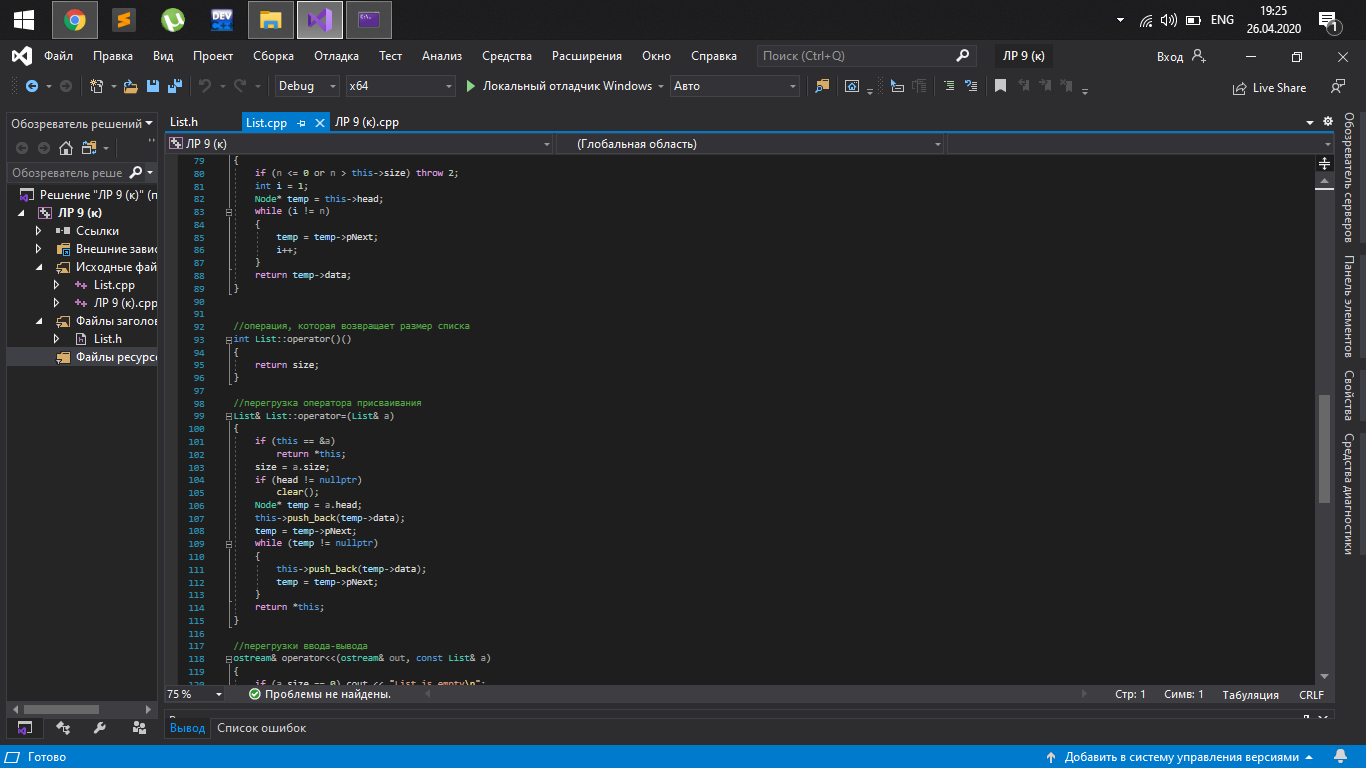 DEV
ENG
19:25
26.04.2020
1
Файл Правка Вид Проект Сборка Отладка Тест Анализ Средства Расширения Окно Справка Поиск (Ctrl+Q) ЛР 9 (к) Вход
Debug x64 Локальный отладчик Windows Авто Live Share
Обозреватель решений
Обозреватель реше
Решение "ЛР 9 (к)" (п
ЛР 9 (к)
Ссылки
Внешние зави
Исходные фай
List.cpp
ЛР 9 (к).cpp
Файлы заголов
List.h
Файлы ресурсо
List.h List.cpp ЛР 9 (к).cpp
ЛР 9 (к) (Глобальная область)
79 {
80 if (n <= 0 or n > this->size) throw 2;
81 int i = 1;
82 Node* temp = this->head;
83 while (i != n)
84 {
85 temp = temp->pNext;
86 i++;
87 }
88 return temp->data;
89 }
90
91
92 //операция, которая возвращает размер списка
93 int List::operator()()
94 {
95 return size;
96 }
97
98 //перегрузка оператора присваивания
99 List& List::operator=(List& a)
100 {
101 if (this == &a)
102 return *this;
103 size = a.size;
104 if (head != nullptr)
105 clear();
106 Node* temp = a.head;
107 this->push_back(temp->data);
108 temp = temp->pNext;
109 while (temp != nullptr)
110 {
111 this->push_back(temp->data);
112 temp = temp->pNext;
113 }
114 return *this;
115 }
116
117 //перегрузки ввода-вывода
118 ostream& operator<<(ostream& out, const List& a)
119 {
120 if (a.size == 0) cout << "List is empty\n";
75 % Проблемы не найдены. Стр: 1 Симв: 1 Табуляция CRLF
Вывод Список ошибок
Готово Добавить в систему управления версиями
Обозреватель серверов
Панель элементов
Свойства
Средства диагностики